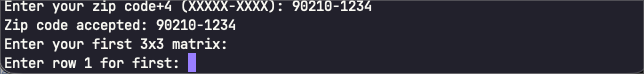 Enter your zip code+4 (XXXXX-XXXX): 90210-1234
Zip code accepted: 90210-1234
Enter your first 3x3 matrix:
Enter row 1 for first: